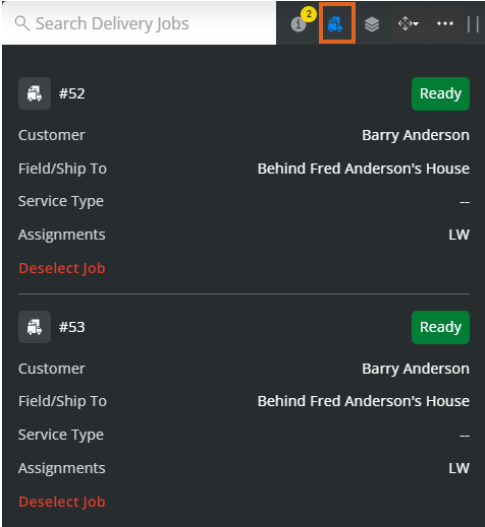 Search Delivery Jobs
2
#52
Ready
Customer
Barry Anderson
Field/Ship To
Behind Fred Anderson's House
Service Type
--
Assignments
LW
Deselect Job
#53
Ready
Customer
Barry Anderson
Field/Ship To
Behind Fred Anderson's House
Service Type
--
Assignments
LW
Deselect Job